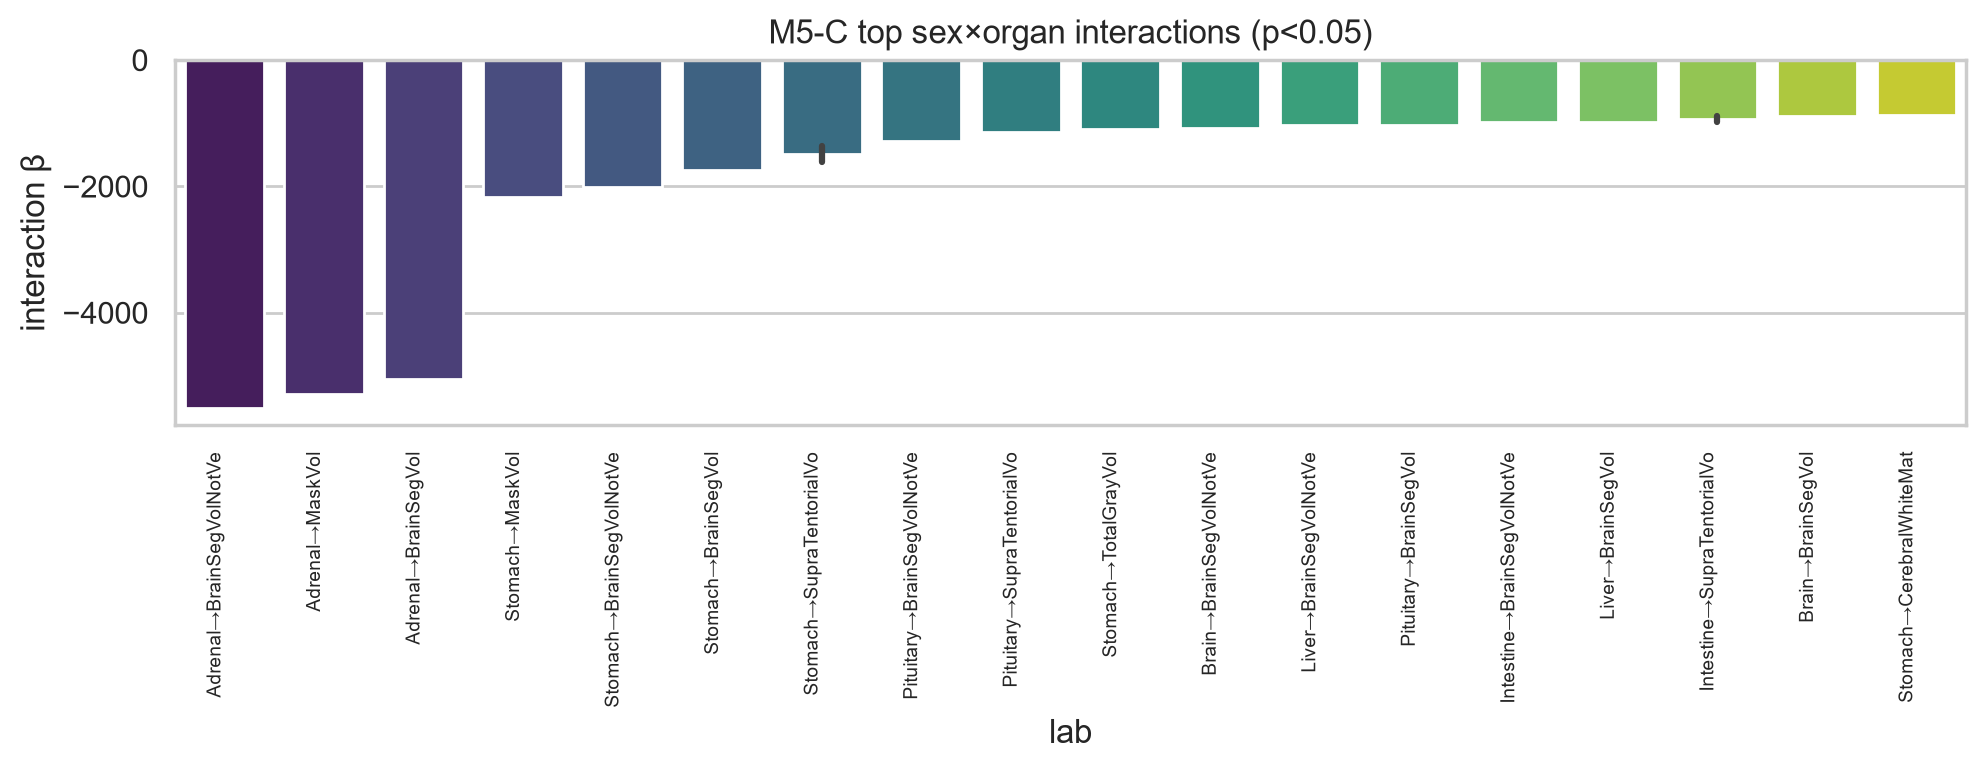 M5-C top sex×organ interactions (p<0.05)
interaction β
0
−2000
−4000
Adrenal→BrainSegVolNotVe
Adrenal→MaskVol
Adrenal→BrainSegVol
Stomach→MaskVol
Stomach→BrainSegVolNotVe
Stomach→BrainSegVol
Stomach→SupraTentorialVo
Pituitary→BrainSegVolNotVe
Pituitary→SupraTentorialVo
Stomach→TotalGrayVol
Brain→BrainSegVolNotVe
Liver→BrainSegVolNotVe
Pituitary→BrainSegVol
Intestine→BrainSegVolNotVe
Liver→BrainSegVol
Intestine→SupraTentorialVo
Brain→BrainSegVol
Stomach→CerebralWhiteMat
lab